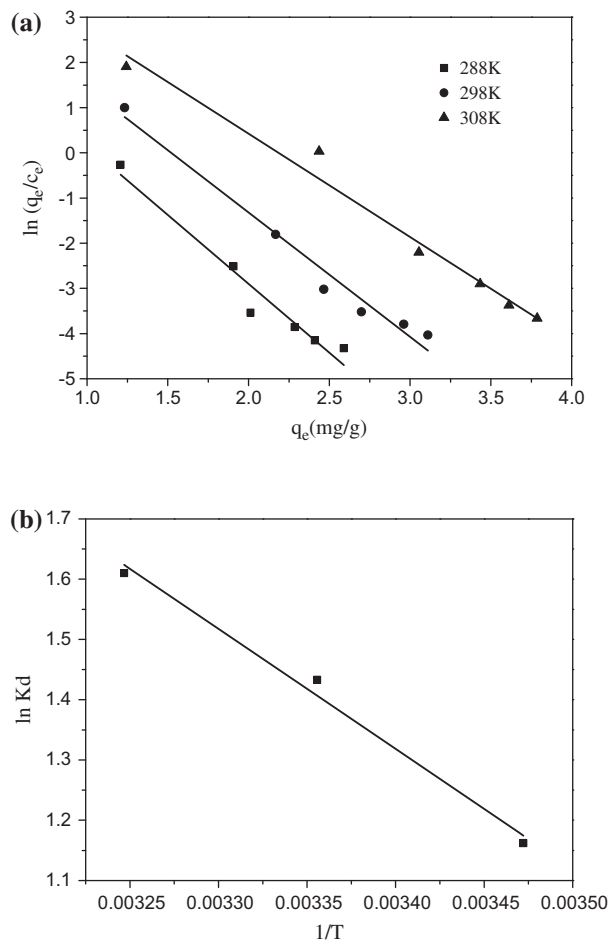 (a)
3
2
1
0
-1
-2
-3
-4
-5
ln (qe/ce)
288K
298K
308K
1.0 1.5 2.0 2.5 3.0 3.5 4.0
qe(mg/g)
(b)
1.7
1.6
1.5
1.4
1.3
1.2
1.1
ln Kd
0.00325 0.00330 0.00335 0.00340 0.00345 0.00350
1/T